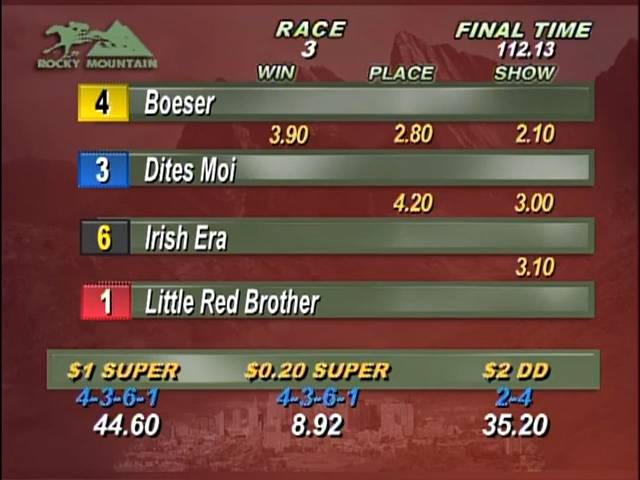 RACE
3
FINAL TIME
112.13
ROCKY MOUNTAIN
WIN PLACE SHOW
4 Boeser
3.90 2.80 2.10
3 Dites Moi
4.20 3.00
6 Irish Era
3.10
1 Little Red Brother
$1 SUPER $0.20 SUPER $2 DD
4-3-6-1 4-3-6-1 2-4
44.60 8.92 35.20